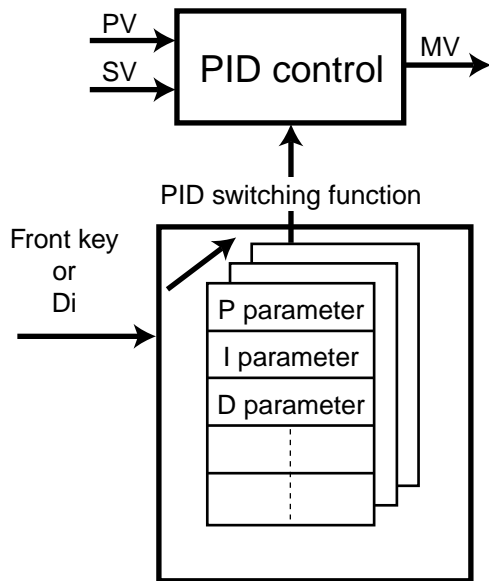 PV
SV
PID control
MV
PID switching function
Front key
or
Di
P parameter
I parameter
D parameter